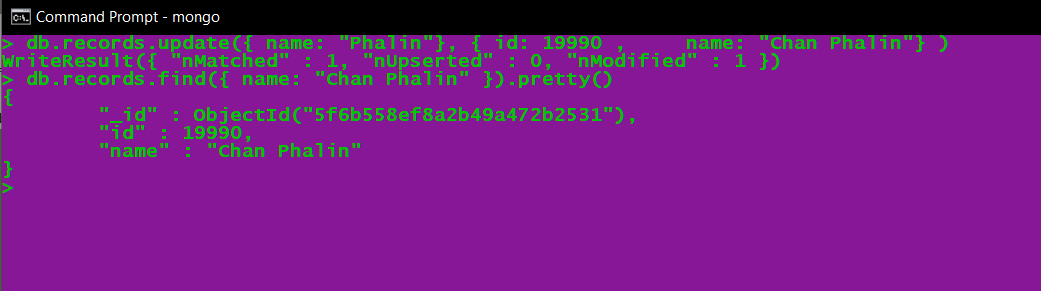 Command Prompt - mongo
> db.records.update({ name: "Phalin"}, { id: 19990 ,     name: "Chan Phalin"} )
WriteResult({ "nMatched" : 1, "nUpserted" : 0, "nModified" : 1 })
> db.records.find({ name: "Chan Phalin" }).pretty()
{
        "_id" : ObjectId("5f6b558ef8a2b49a472b2531"),
        "id" : 19990,
        "name" : "Chan Phalin"
}
>